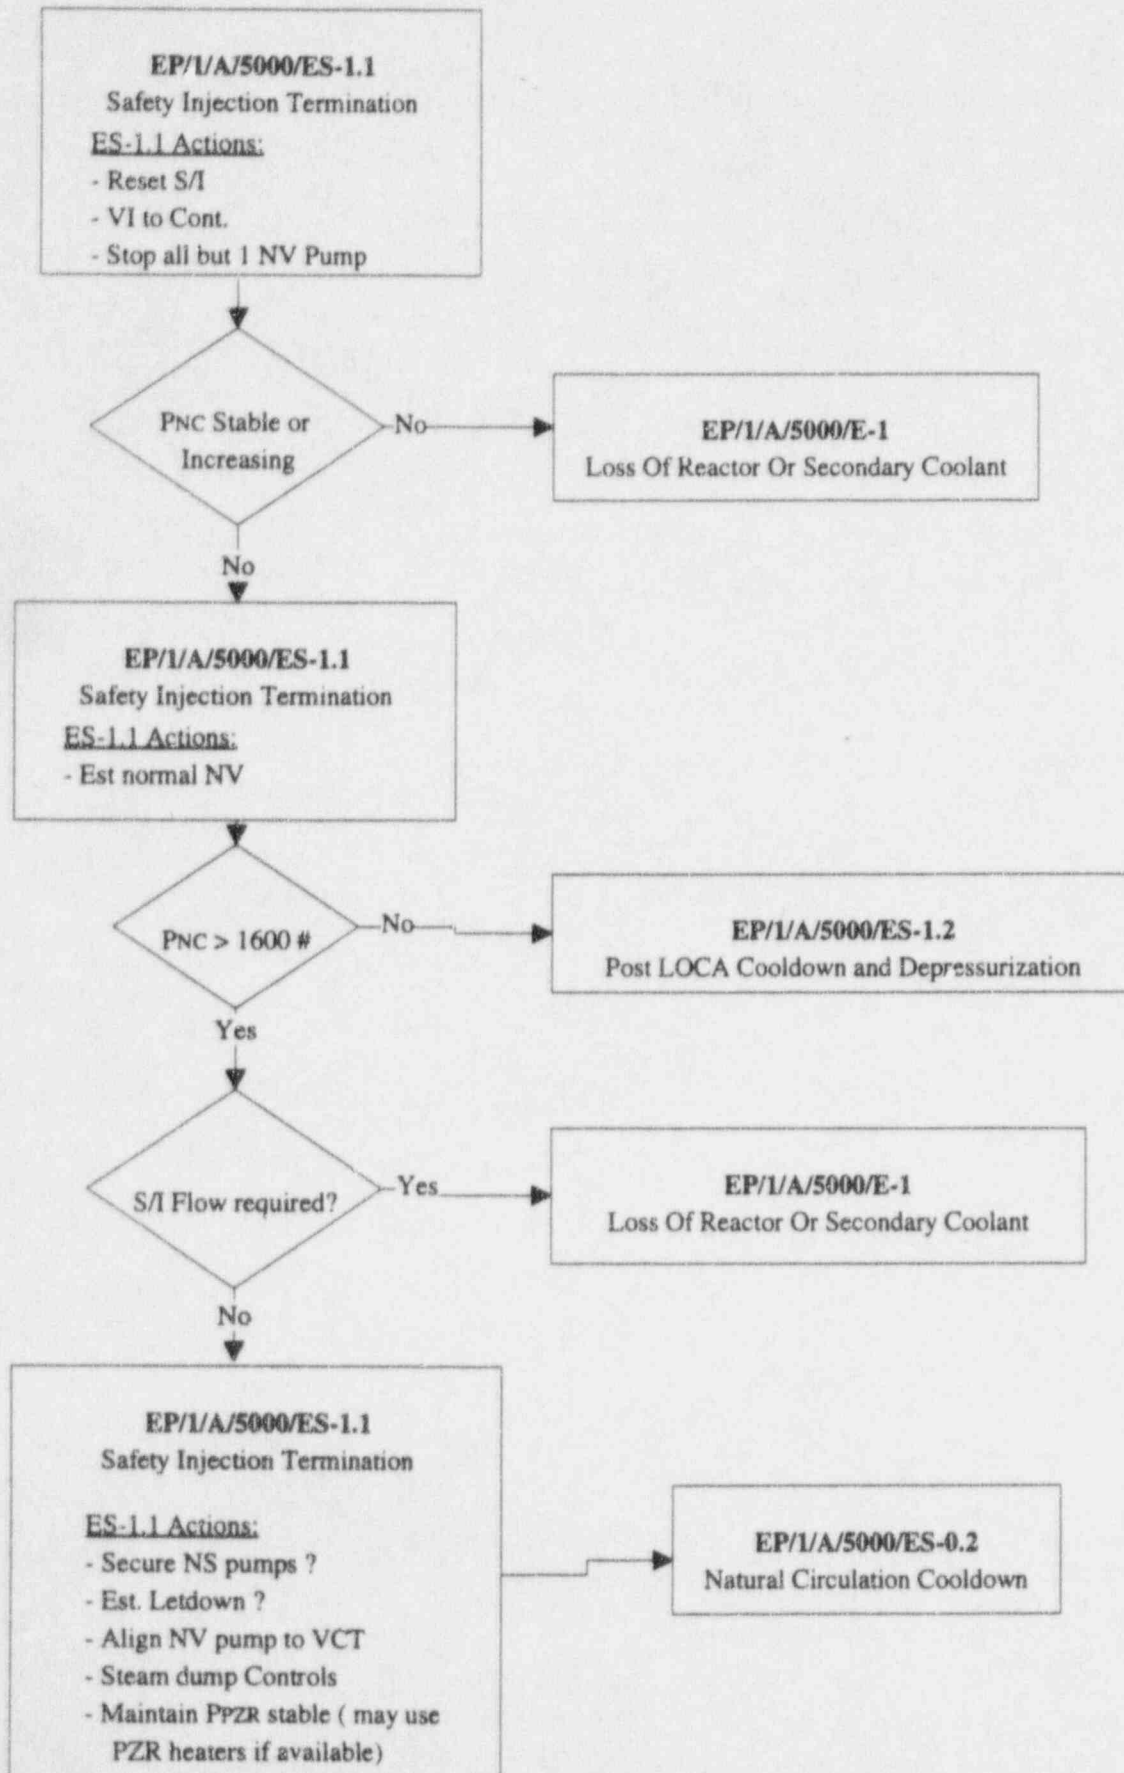 EP/1/A/5000/ES-1.1
Safety Injection Termination
ES-1.1 Actions:
- Reset S/I
- VI to Cont.
- Stop all but 1 NV Pump
PNC Stable or
Increasing
No
EP/1/A/5000/E-1
Loss Of Reactor Or Secondary Coolant
No
EP/1/A/5000/ES-1.1
Safety Injection Termination
ES-1.1 Actions:
- Est normal NV
PNC > 1600 #
No
EP/1/A/5000/ES-1.2
Post LOCA Cooldown and Depressurization
Yes
S/I Flow required?
Yes
EP/1/A/5000/E-1
Loss Of Reactor Or Secondary Coolant
No
EP/1/A/5000/ES-1.1
Safety Injection Termination
ES-1.1 Actions:
- Secure NS pumps ?
- Est. Letdown ?
- Align NV pump to VCT
- Steam dump Controls
- Maintain PPZR stable ( may use
PZR heaters if available)
EP/1/A/5000/ES-0.2
Natural Circulation Cooldown